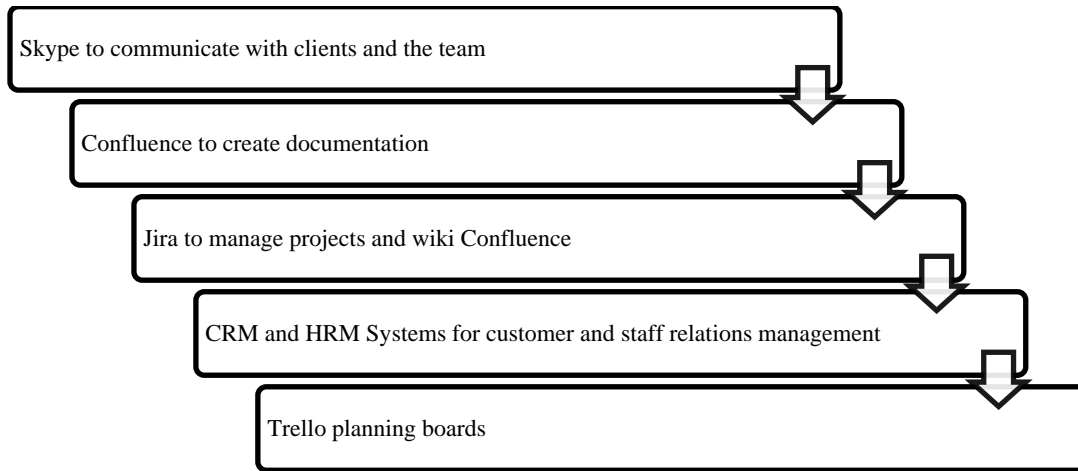 Skype to communicate with clients and the team
Confluence to create documentation
Jira to manage projects and wiki Confluence
CRM and HRM Systems for customer and staff relations management
Trello planning boards